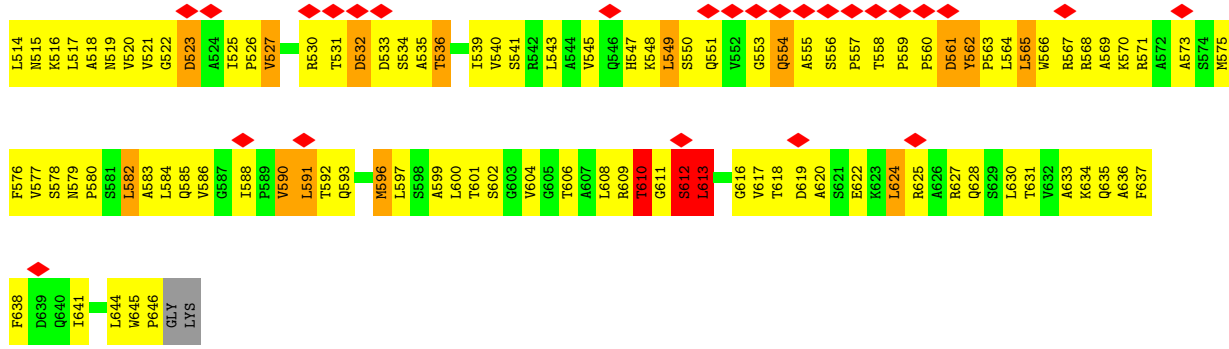 L514 N515 K516 L517 A518 N519 V520 V521 G522 D523 A524 I525 P526 V527 R530 T531 D532 D533 S534 A535 T536 I539 V540 S541 R542 L543 A544 V545 Q546 H547 K548 L549 S550 Q551 V552 G553 Q554 A555 S556 P557 T558 P559 P560 D561 Y562 P563 L564 L565 W566 R567 R568 A569 K570 R571 A572 A573 S574 M575
F576 V577 S578 N579 P580 S581 L582 A583 L584 Q585 V586 G587 I588 P589 V590 L591 T592 Q593 M596 L597 S598 A599 L600 T601 S602 G603 V604 G605 T606 A607 L608 R609 T610 G611 S612 L613 G616 V617 T618 D619 A620 S621 E622 K623 L624 R625 A626 R627 Q628 S629 L630 T631 V632 A633 K634 Q635 A636 F637
F638 D639 Q640 I641 L644 W645 P646 GLY LYS